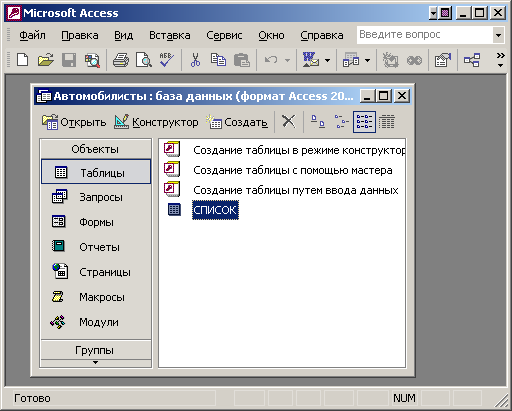 Microsoft Access
Файл Правка Вид Вставка Сервис Окно Справка Введите вопрос
Автомобилисты : база данных (формат Access 20...
Открыть Конструктор Создать
Объекты
Таблицы
Запросы
Формы
Отчеты
Страницы
Макросы
Модули
Группы
Создание таблицы в режиме конструктор
Создание таблицы с помощью мастера
Создание таблицы путем ввода данных
СПИСОК
Готово NUM